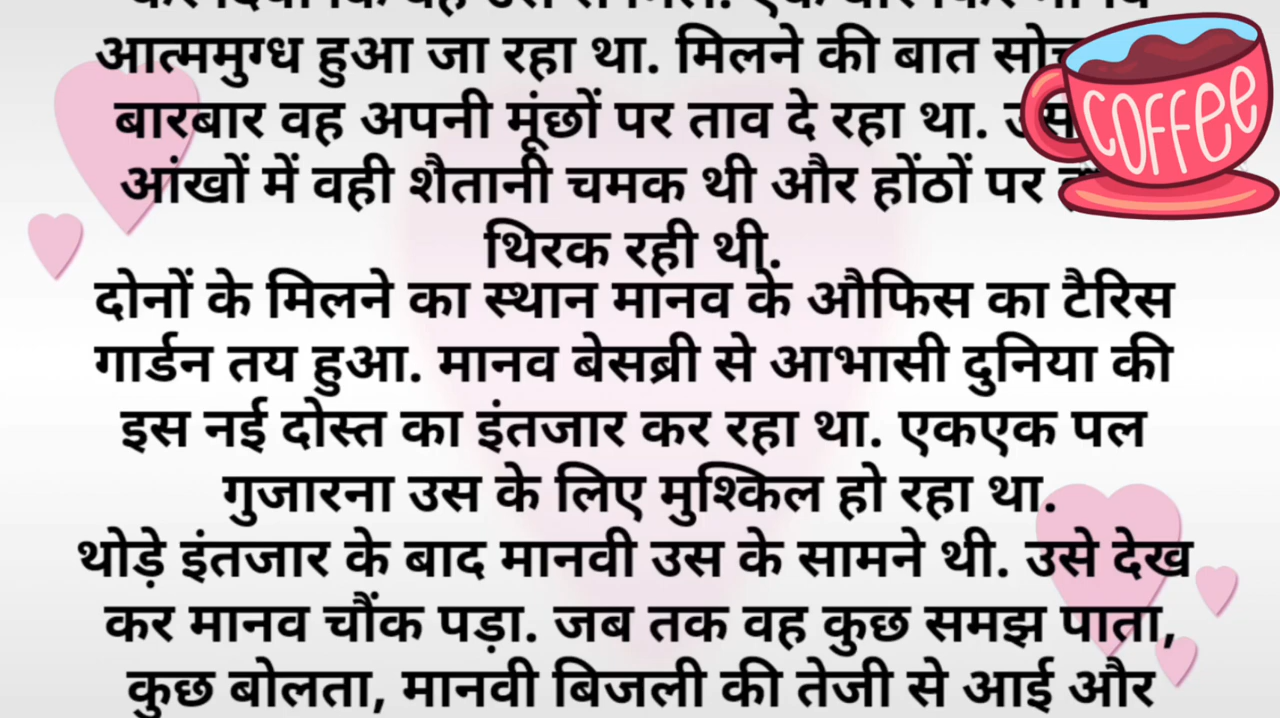 आत्ममुग्ध हुआ जा रहा था. मिलने की बात
बारबार वह अपनी मूंछों पर ताव दे रहा था.
आंखों में वही शैतानी चमक थी और होंठों पर
थिरक रही थी.
दोनों के मिलने का स्थान मानव के औफिस का टैरिस
गार्डन तय हुआ. मानव बेसब्री से आभासी दुनिया की
इस नई दोस्त का इंतजार कर रहा था. एकएक पल
गुजारना उस के लिए मुश्किल हो रहा था.
थोड़े इंतजार के बाद मानवी उस के सामने थी. उसे देख
कर मानव चौंक पड़ा. जब तक वह कुछ समझ पाता,
कुछ बोलता, मानवी बिजली की तेजी से आई और
COFFee